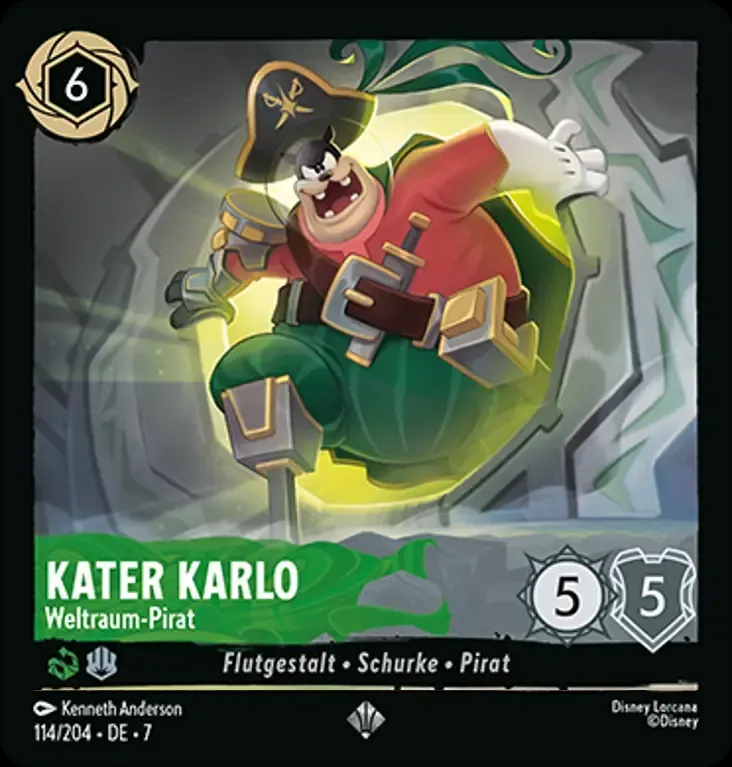 6
KATER KARLO
Weltraum-Pirat
5
5
Flutgestalt • Schurke • Pirat
Kenneth Anderson
Disney Lorcana
114/204 • DE • 7
©Disney